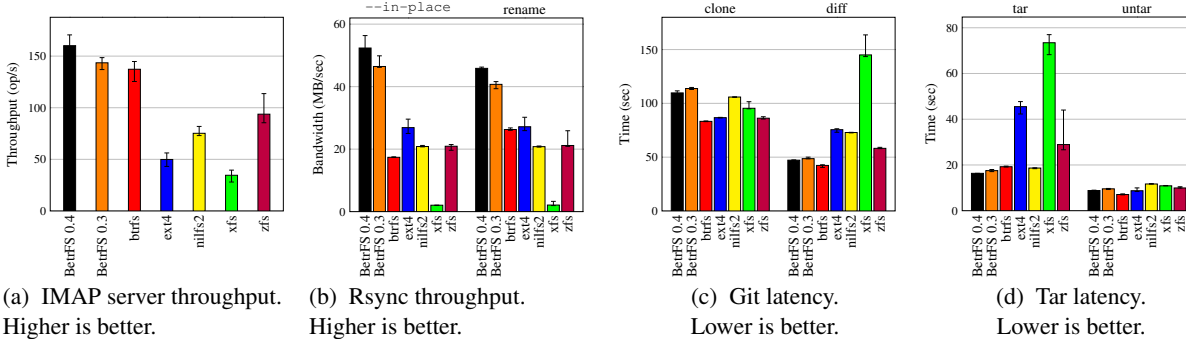 Throughput (op/s)
0
50
100
150
BetrFS 0.4
BetrFS 0.3
btrfs
ext4
nilfs2
xfs
zfs
(a) IMAP server throughput.
Higher is better.
--in-place
rename
Bandwidth (MB/sec)
0
20
40
60
BetrFS 0.4
BetrFS 0.3
btrfs
ext4
nilfs2
xfs
zfs
BetrFS 0.4
BetrFS 0.3
btrfs
ext4
nilfs2
xfs
zfs
(b) Rsync throughput.
Higher is better.
clone
diff
Time (sec)
0
50
100
150
BetrFS 0.4
BetrFS 0.3
btrfs
ext4
nilfs2
xfs
zfs
BetrFS 0.4
BetrFS 0.3
btrfs
ext4
nilfs2
xfs
zfs
(c) Git latency.
Lower is better.
tar
untar
Time (sec)
0
20
40
60
80
BetrFS 0.4
BetrFS 0.3
btrfs
ext4
nilfs2
xfs
zfs
BetrFS 0.4
BetrFS 0.3
btrfs
ext4
nilfs2
xfs
zfs
(d) Tar latency.
Lower is better.